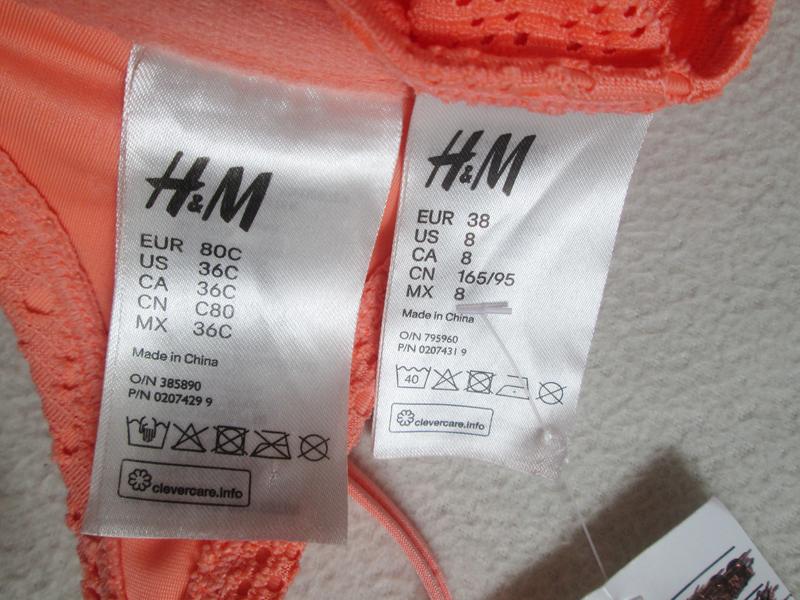 H&M
EUR 80C
US 36C
CA 36C
CN C80
MX 36C
Made in China
O/N 385890
P/N 0207429 9
clevercare.info
H&M
EUR 38
US 8
CA 8
CN 165/95
MX 8
Made in China
O/N 795960
P/N 0207431 9
40
clevercare.info